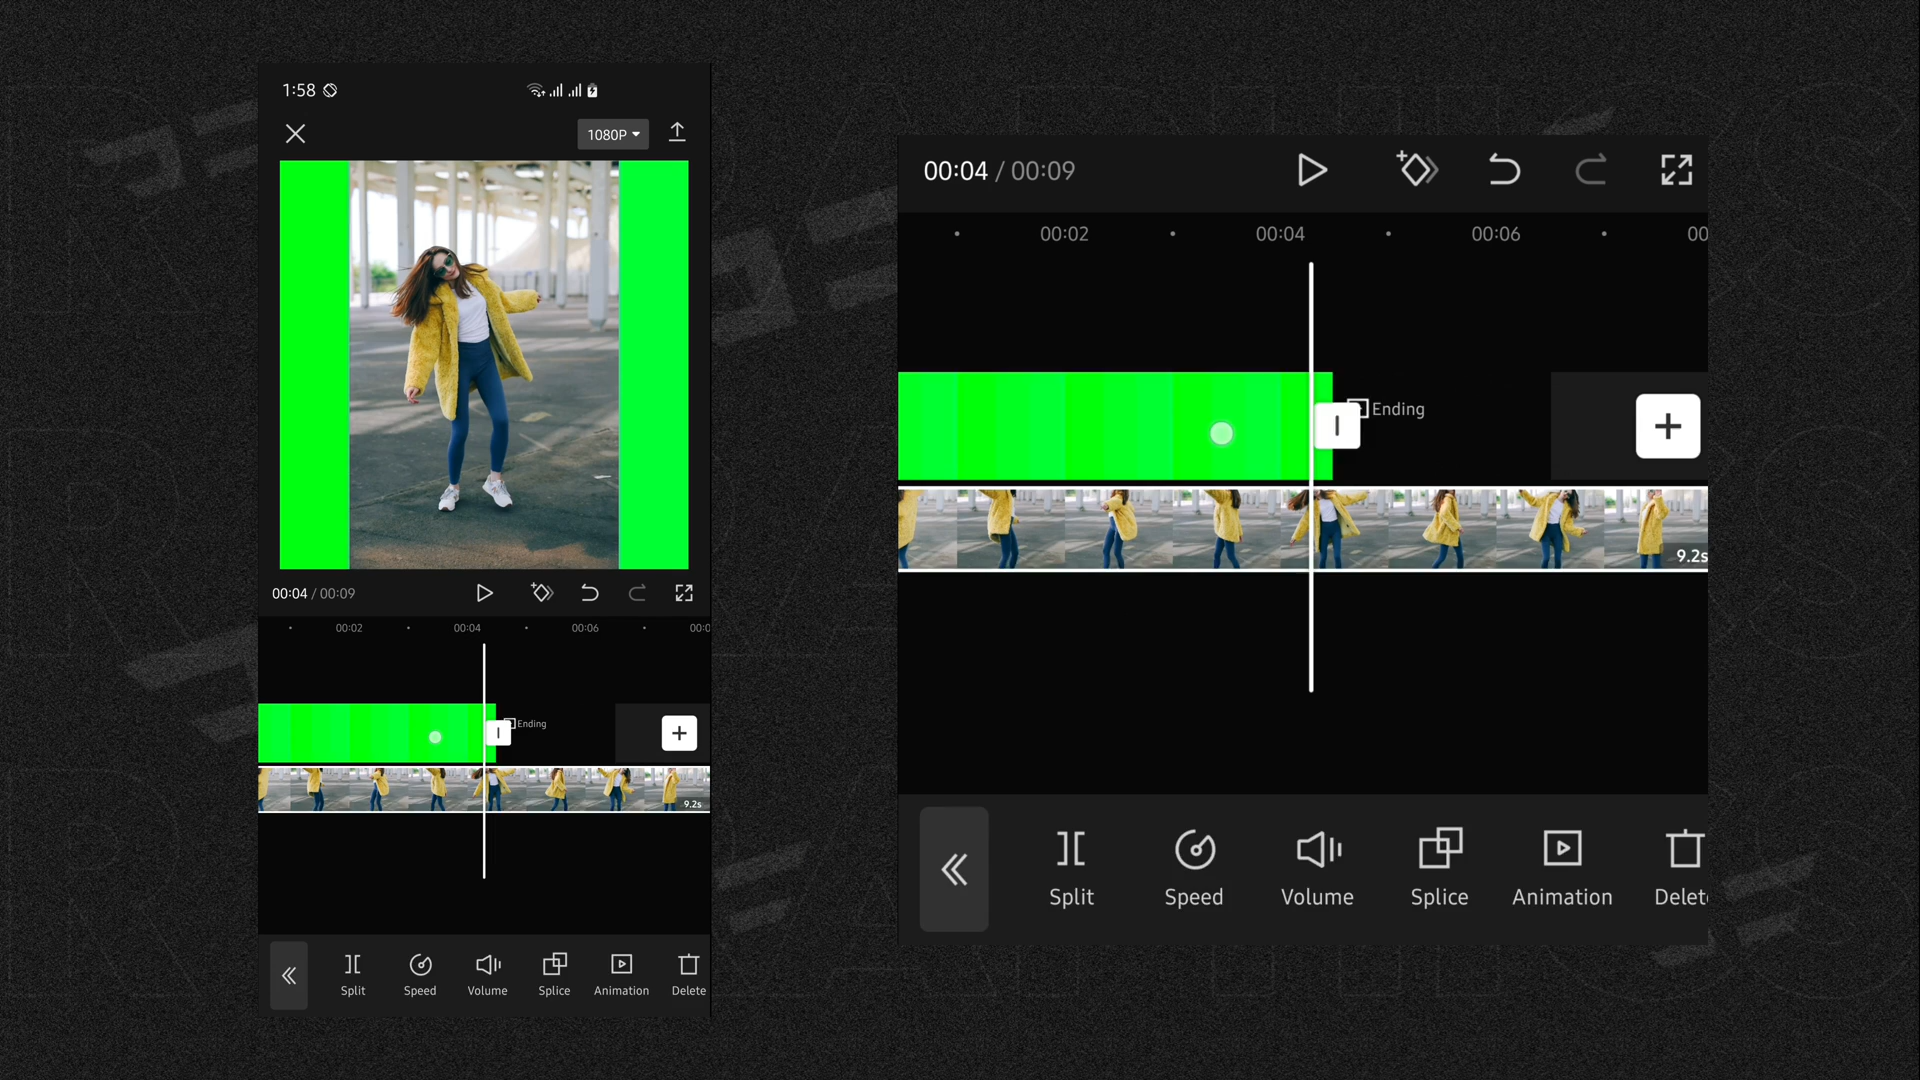 1:58
1080P
00:04 / 00:09
00:02 00:04 00:06 00:0
Ending
9.2s
Split Speed Volume Splice Animation Delete
00:04 / 00:09
00:02 00:04 00:06 00
Ending
9.2s
Split Speed Volume Splice Animation Delet